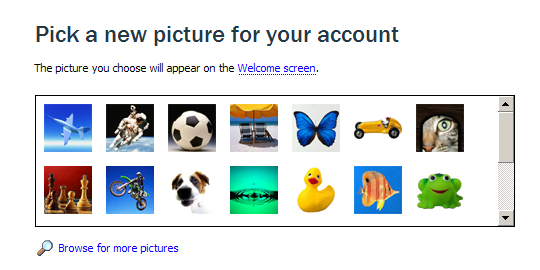 Pick a new picture for your account
The picture you choose will appear on the Welcome screen.
Browse for more pictures